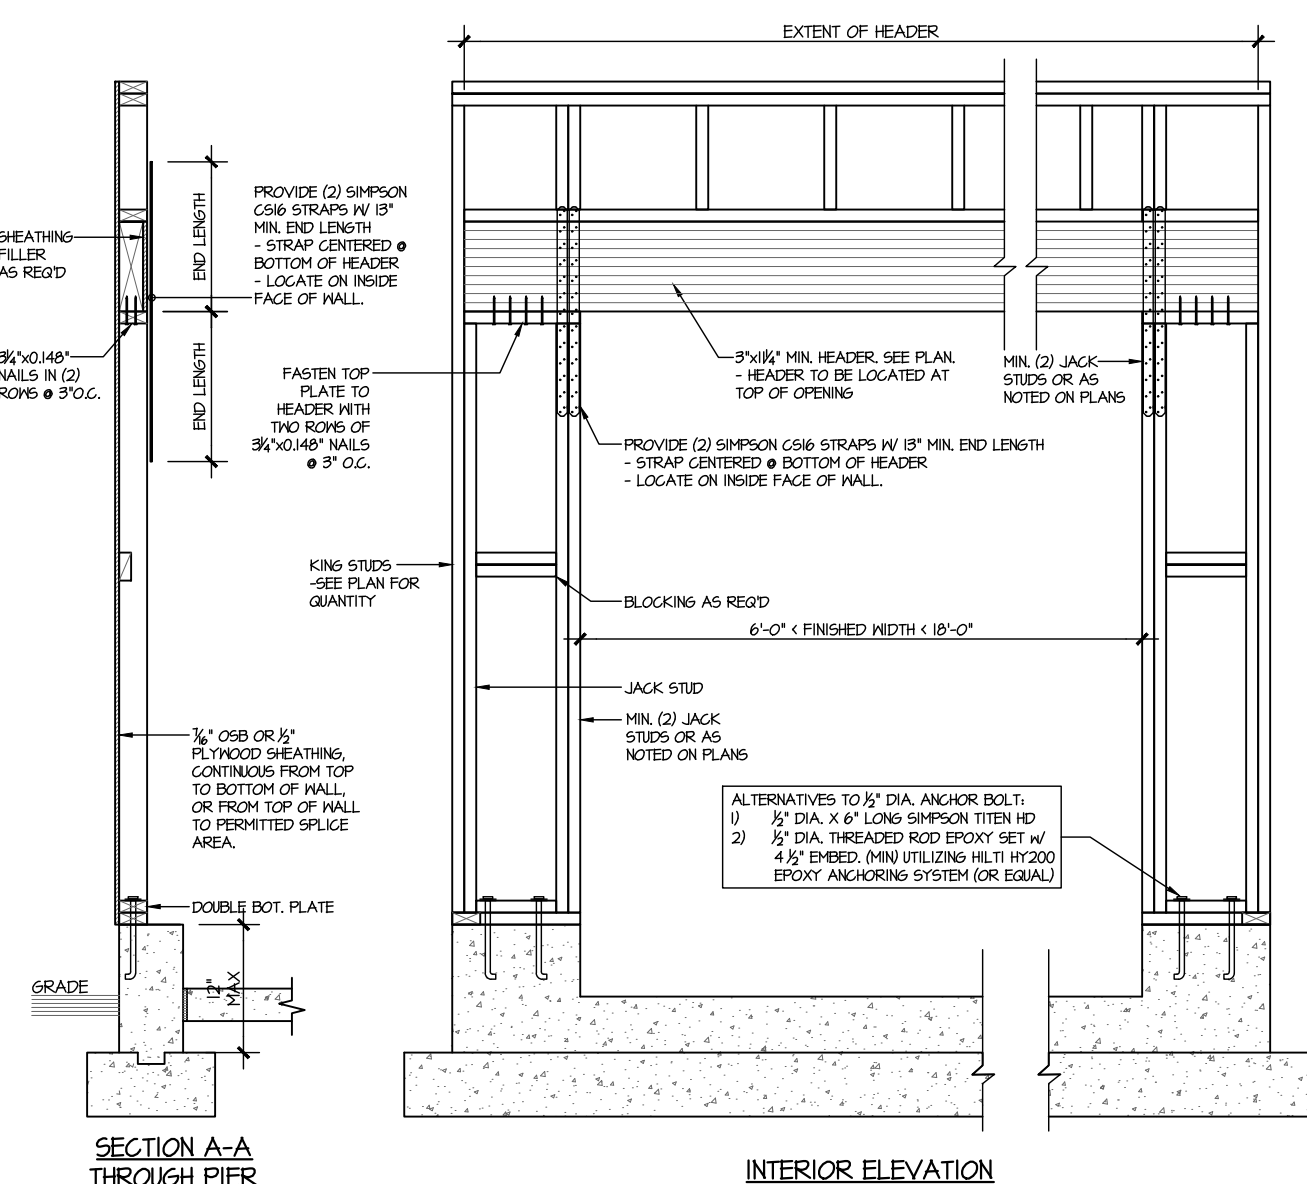 EXTENT OF HEADER
PROVIDE (2) SIMPSON
CS16 STRAPS W/ 13"
MIN. END LENGTH
- STRAP CENTERED @
BOTTOM OF HEADER
- LOCATE ON INSIDE
FACE OF WALL.
END LENGTH
SHEATHING
FILLER
AS REQ'D
END LENGTH
3/4"x0.148"
NAILS IN (2)
ROWS @ 3"O.C.
FASTEN TOP
PLATE TO
HEADER WITH
TWO ROWS OF
3/4"x0.148" NAILS
@ 3" O.C.
3"x11/4" MIN. HEADER. SEE PLAN.
- HEADER TO BE LOCATED AT
TOP OF OPENING
MIN. (2) JACK
STUDS OR AS
NOTED ON PLANS
PROVIDE (2) SIMPSON CS16 STRAPS W/ 13" MIN. END LENGTH
- STRAP CENTERED @ BOTTOM OF HEADER
- LOCATE ON INSIDE FACE OF WALL.
KING STUDS
-SEE PLAN FOR
QUANTITY
BLOCKING AS REQ'D
6'-0" < FINISHED WIDTH < 18'-0"
JACK STUD
MIN. (2) JACK
STUDS OR AS
NOTED ON PLANS
7/16" OSB OR 1/2"
PLYWOOD SHEATHING,
CONTINUOUS FROM TOP
TO BOTTOM OF WALL,
OR FROM TOP OF WALL
TO PERMITTED SPLICE
AREA.
ALTERNATIVES TO 1/2" DIA. ANCHOR BOLT:
1) 1/2" DIA. X 6" LONG SIMPSON TITEN HD
2) 1/2" DIA. THREADED ROD EPOXY SET W/
4 1/2" EMBED. (MIN) UTILIZING HILTI HY200
EPOXY ANCHORING SYSTEM (OR EQUAL)
DOUBLE BOT. PLATE
12"
MAX
GRADE
SECTION A-A
THROUGH PIER
INTERIOR ELEVATION